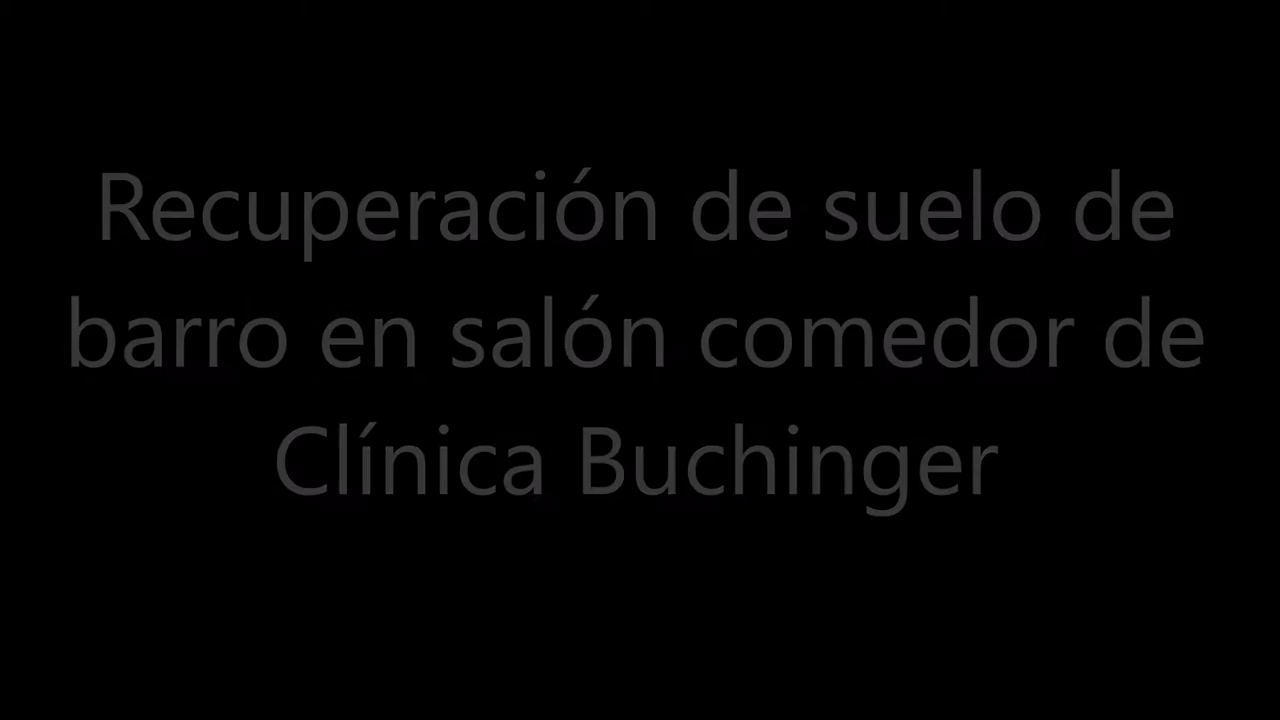 Recuperación de suelo de
barro en salón comedor de
Clínica Buchinger